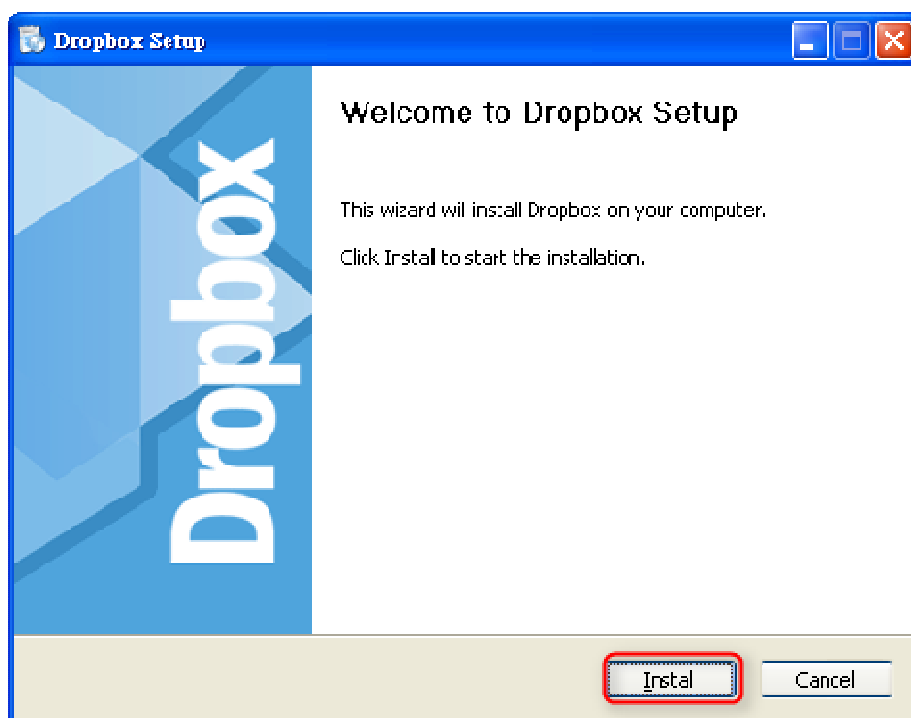 Dropbox Setup
Dropbox
Welcome to Dropbox Setup
This wizard will install Dropbox on your computer.
Click Install to start the installation.
Install
Cancel